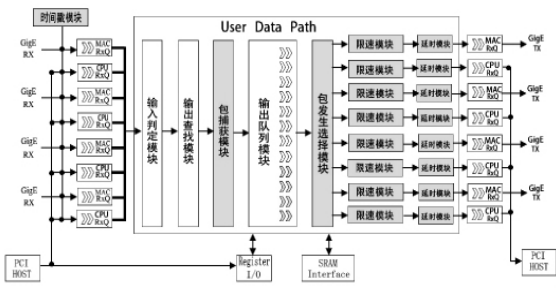 时间戳模块
User Data Path
GigE
RX
MAC
RxQ
CPU
RxQ
GigE
RX
MAC
RxQ
CPU
RxQ
GigE
RX
MAC
RxQ
CPU
RxQ
GigE
RX
MAC
RxQ
CPU
RxQ
输入判定模块
输出查找模块
包捕获模块
输出队列模块
包发生选择模块
限速模块 延时模块 MAC
RxQ
GigE
TX
限速模块 延时模块 CPU
RxQ
限速模块 延时模块 MAC
RxQ
GigE
TX
限速模块 延时模块 CPU
RxQ
限速模块 延时模块 MAC
RxQ
GigE
TX
限速模块 延时模块 CPU
RxQ
限速模块 延时模块 MAC
RxQ
GigE
TX
限速模块 延时模块 CPU
RxQ
PCI
HOST
Register
I/O
SRAM
Interface
PCI
HOST